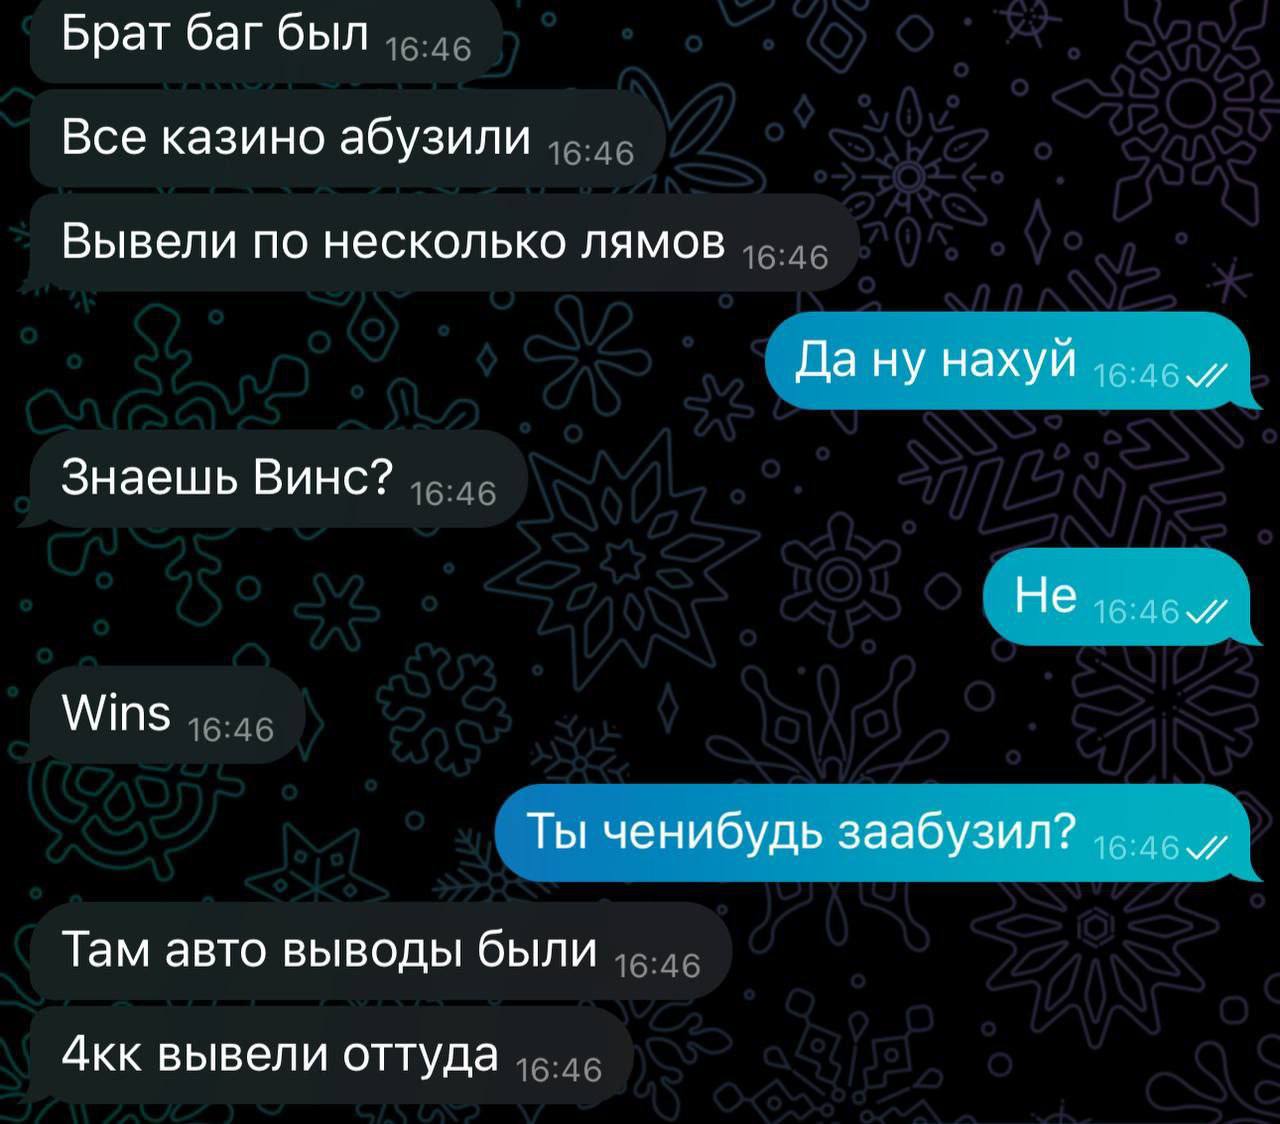 Брат баг был 16:46
Все казино абузили 16:46
Вывели по несколько лямов 16:46
Да ну нахуй 16:46
Знаешь Винс? 16:46
Не 16:46
Wins 16:46
Ты ченибудь заабузил? 16:46
Там авто выводы были 16:46
4кк вывели оттуда 16:46